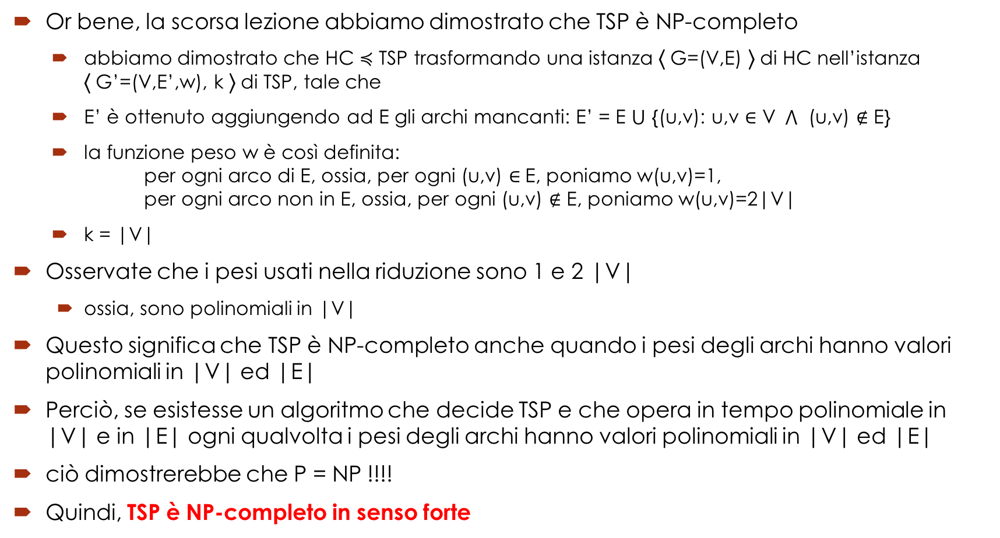 Or bene, la scorsa lezione abbiamo dimostrato che TSP è NP-completo
abbiamo dimostrato che HC ≼ TSP trasformando una istanza ⟨ G=(V,E) ⟩ di HC nell’istanza
⟨ G’=(V,E’,w), k ⟩ di TSP, tale che
E’ è ottenuto aggiungendo ad E gli archi mancanti: E’ = E ∪ {(u,v): u,v ∈ V ∧ (u,v) ∉ E}
la funzione peso w è così definita:
per ogni arco di E, ossia, per ogni (u,v) ∈ E, poniamo w(u,v)=1,
per ogni arco non in E, ossia, per ogni (u,v) ∉ E, poniamo w(u,v)=2|V|
k = |V|
Osservate che i pesi usati nella riduzione sono 1 e 2 |V|
ossia, sono polinomiali in |V|
Questo significa che TSP è NP-completo anche quando i pesi degli archi hanno valori
polinomiali in |V| ed |E|
Perciò, se esistesse un algoritmo che decide TSP e che opera in tempo polinomiale in
|V| e in |E| ogni qualvolta i pesi degli archi hanno valori polinomiali in |V| ed |E|
ciò dimostrerebbe che P = NP !!!!
Quindi, TSP è NP-completo in senso forte